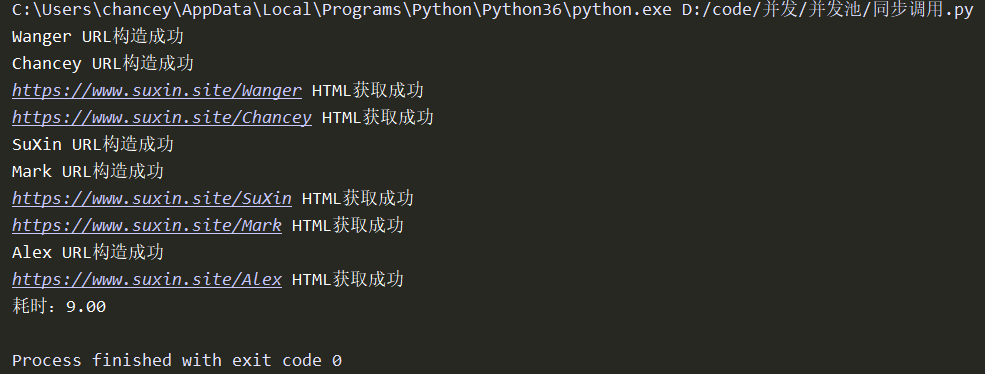 C:\Users\chancey\AppData\Local\Programs\Python\Python36\python.exe D:/code/并发/并发池/同步调用.py
Wanger URL构造成功
Chancey URL构造成功
https://www.suxin.site/Wanger HTML获取成功
https://www.suxin.site/Chancey HTML获取成功
SuXin URL构造成功
Mark URL构造成功
https://www.suxin.site/SuXin HTML获取成功
https://www.suxin.site/Mark HTML获取成功
Alex URL构造成功
https://www.suxin.site/Alex HTML获取成功
耗时：9.00
Process finished with exit code 0